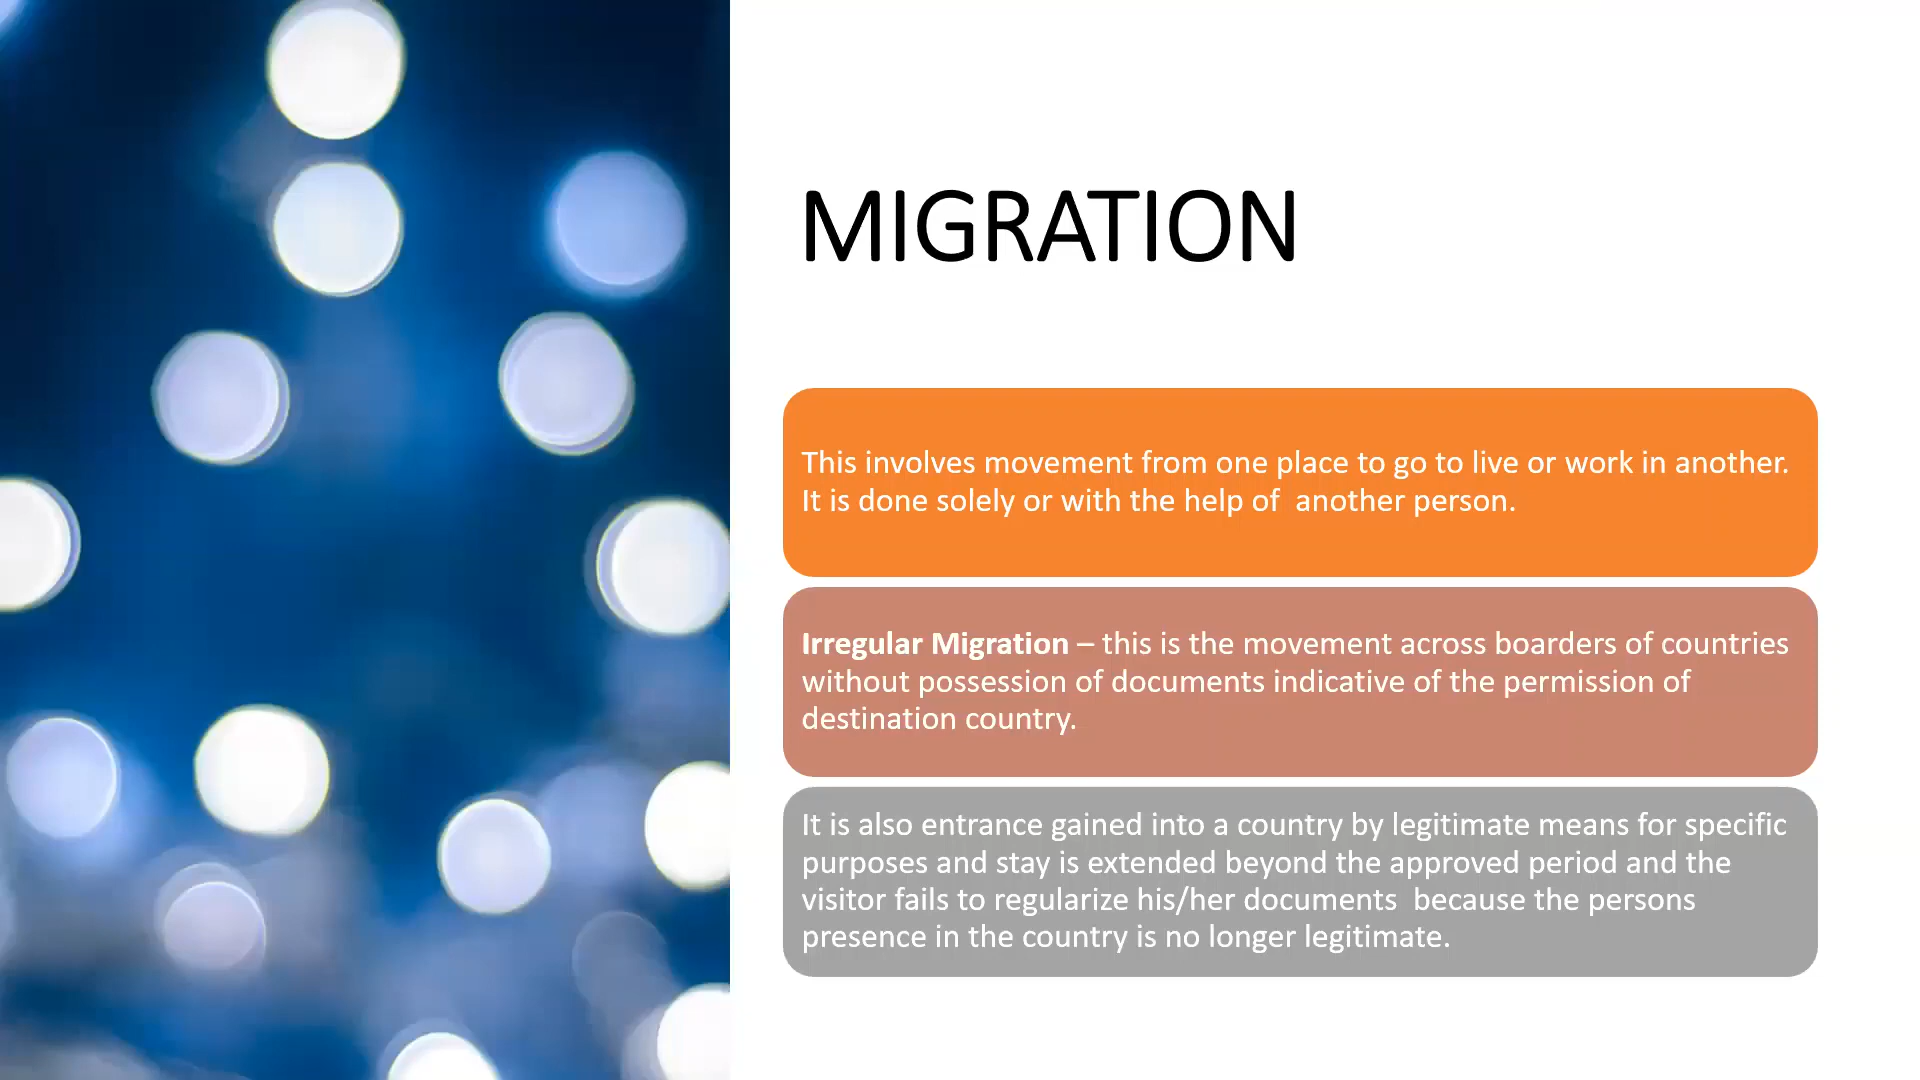 MIGRATION
This involves movement from one place to go to live or work in another.
It is done solely or with the help of  another person.
Irregular Migration – this is the movement across boarders of countries
without possession of documents indicative of the permission of
destination country.
It is also entrance gained into a country by legitimate means for specific
purposes and stay is extended beyond the approved period and the
visitor fails to regularize his/her documents  because the persons
presence in the country is no longer legitimate.